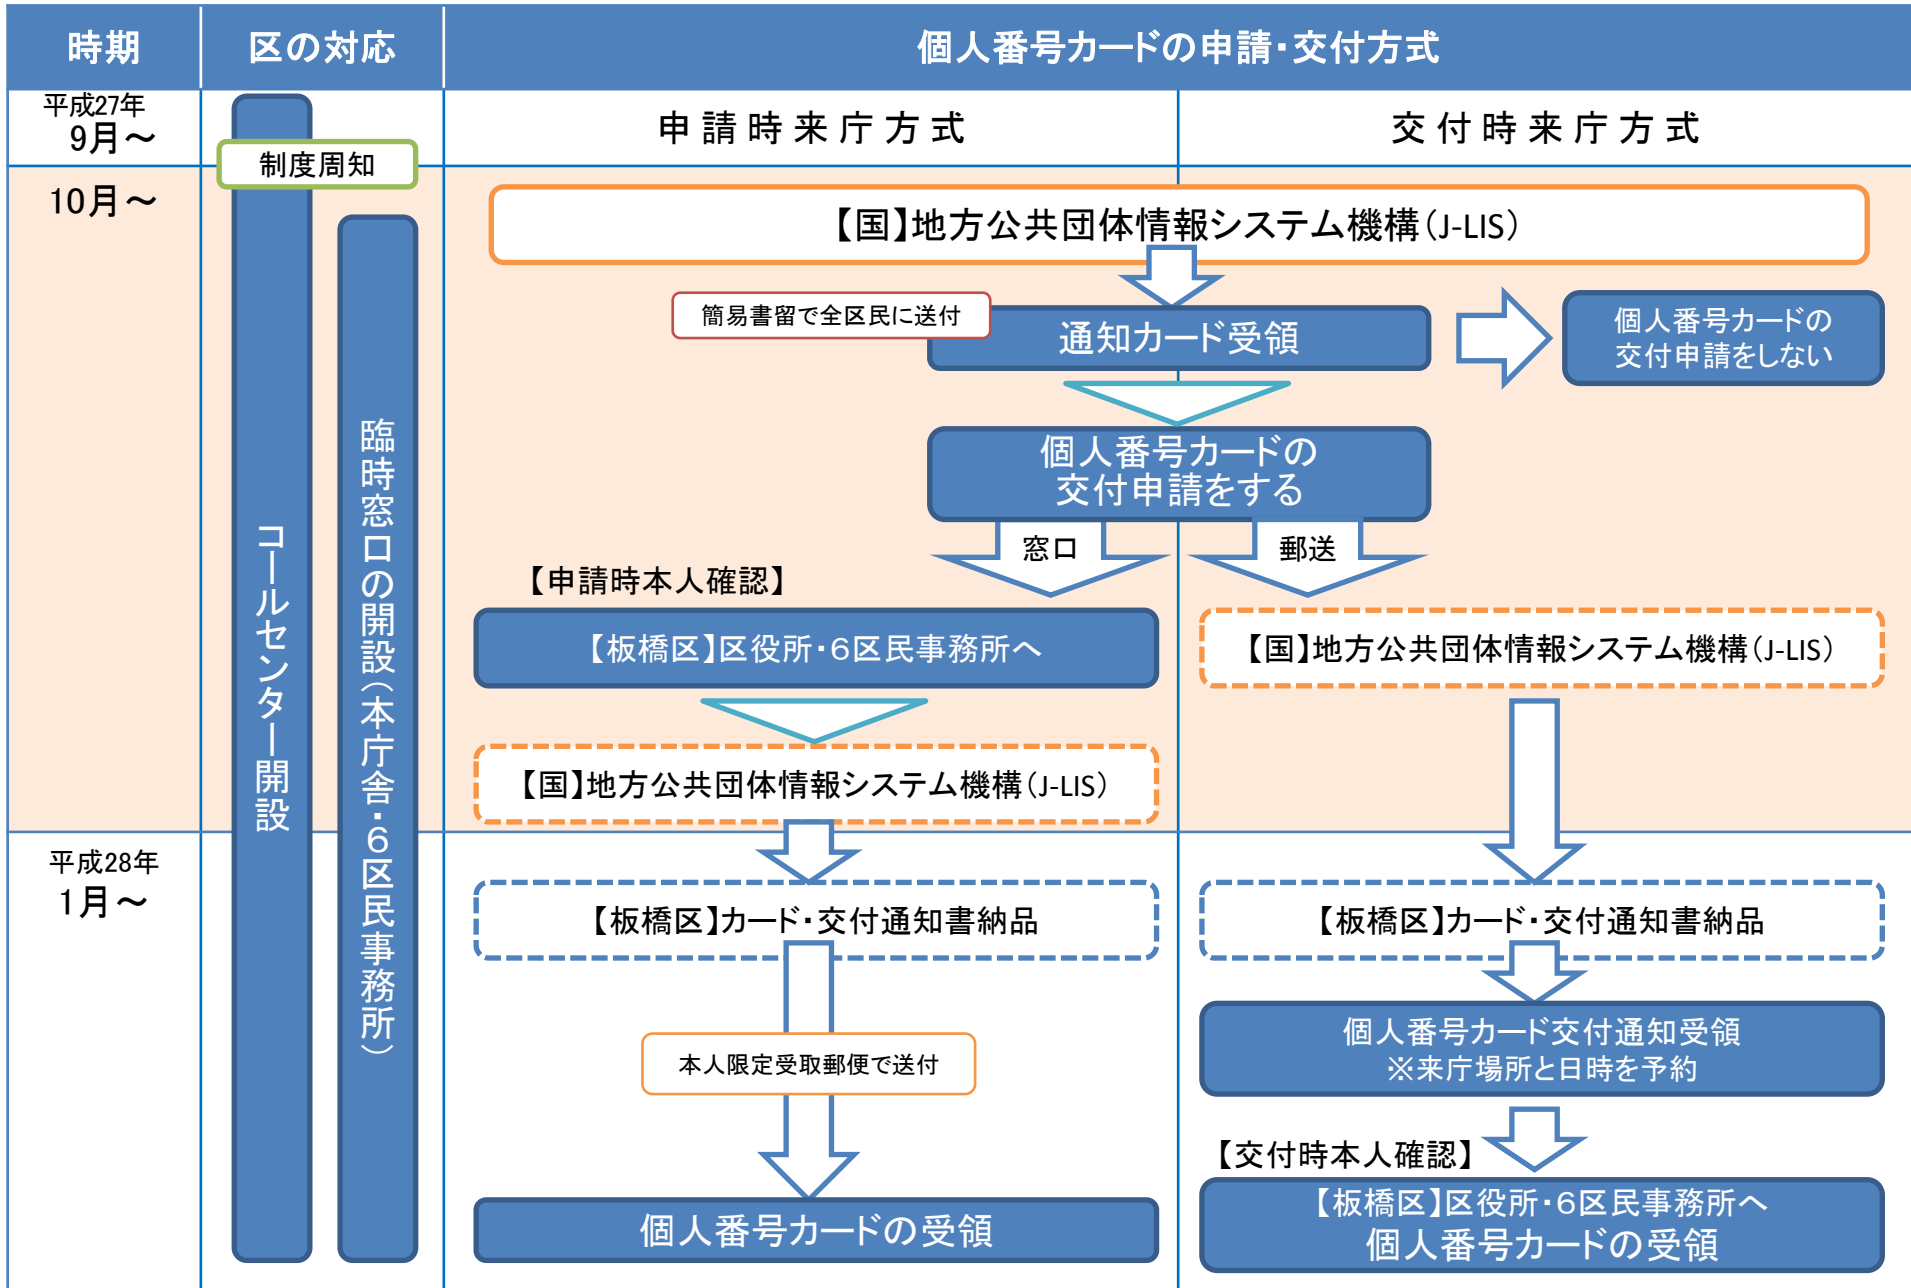 時期
区の対応
個人番号カードの申請・交付方式
平成27年
9月～
申請時来庁方式
交付時来庁方式
制度周知
10月～
【国】地方公共団体情報システム機構（J-LIS）
簡易書留で全区民に送付
通知カード受領
個人番号カードの
交付申請をしない
個人番号カードの
交付申請をする
窓口
郵送
【申請時本人確認】
【板橋区】区役所・６区民事務所へ
【国】地方公共団体情報システム機構（J-LIS）
【国】地方公共団体情報システム機構（J-LIS）
コールセンター開設
臨時窓口の開設（本庁舎・６区民事務所）
平成28年
1月～
【板橋区】カード・交付通知書納品
【板橋区】カード・交付通知書納品
本人限定受取郵便で送付
個人番号カード交付通知受領
※来庁場所と日時を予約
【交付時本人確認】
個人番号カードの受領
【板橋区】区役所・６区民事務所へ
個人番号カードの受領